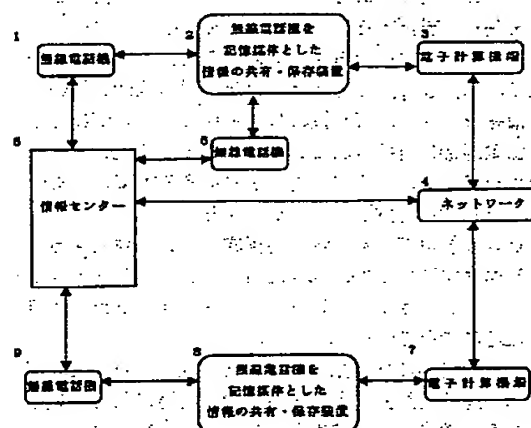 1
無線電話機
2
無線電話機を
記憶媒体とした
情報の共有・保存装置
3
電子計算機端
5
情報センター
6
無線電話機
4
ネットワーク
9
無線電話機
8
無線電話機を
記憶媒体とした
情報の共有・保存装置
7
電子計算機端